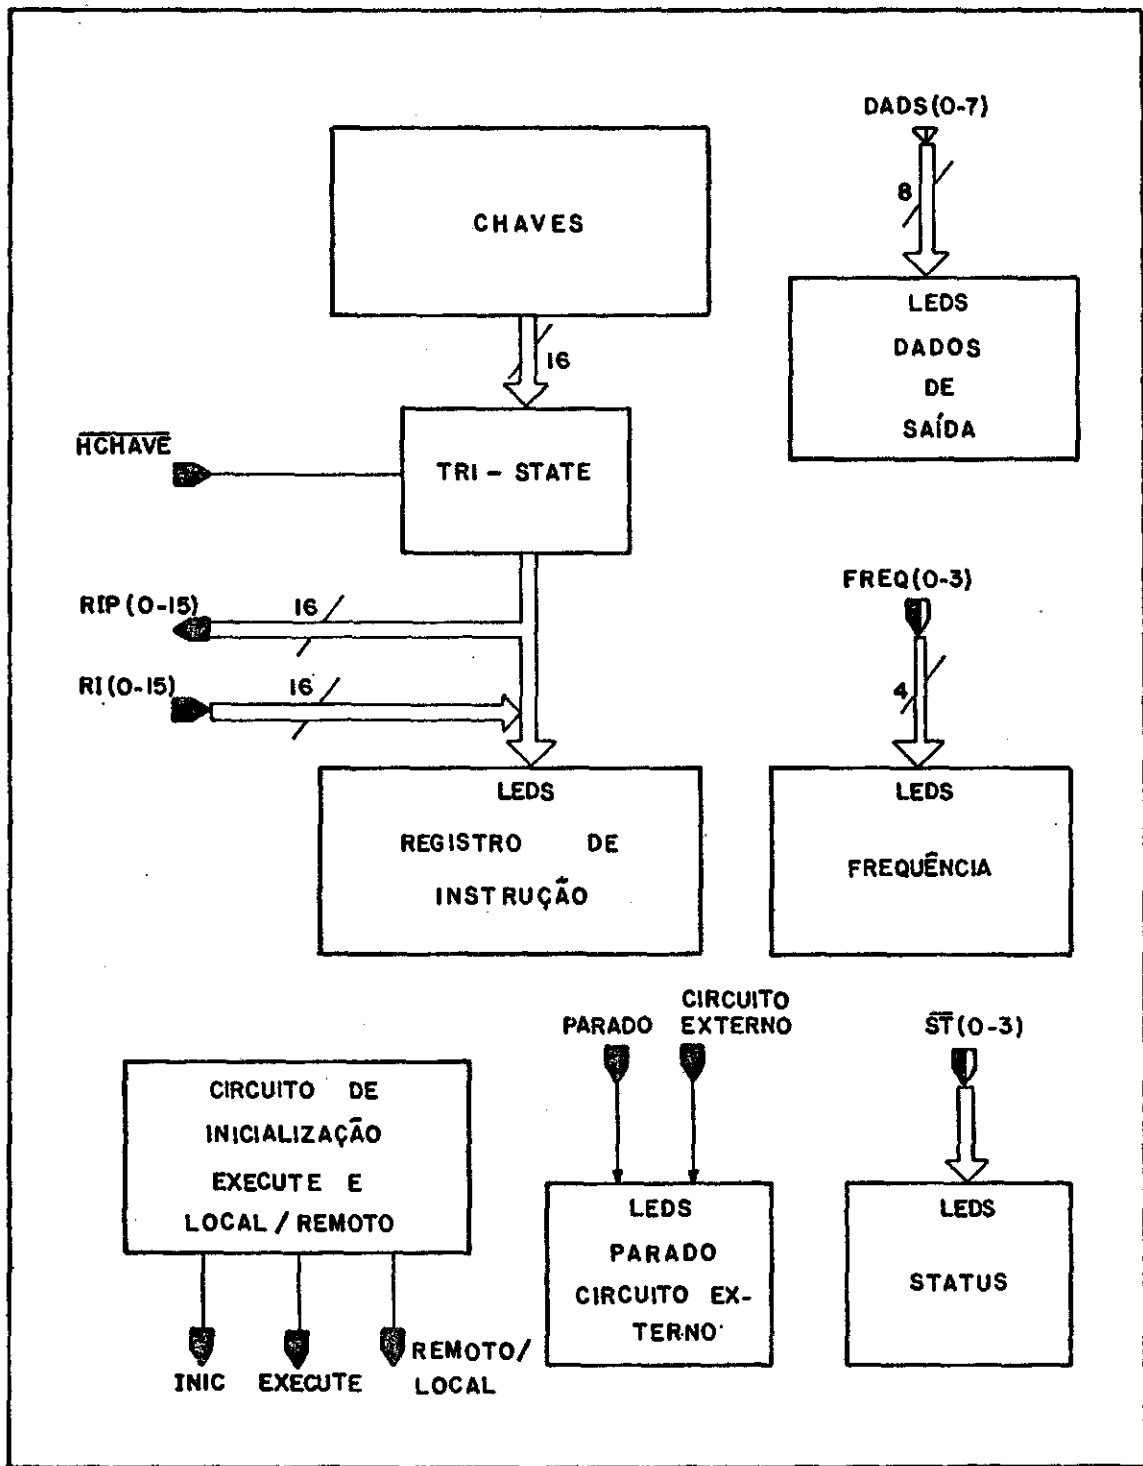 DADS(0-7)
8
CHAVES
16
LEDS
DADOS
DE
SAÍDA
HCHAVE
TRI - STATE
RIP(0-15)
16
RI(0-15)
16
FREQ(0-3)
4
LEDS
REGISTRO DE
INSTRUÇÃO
LEDS
FREQUÊNCIA
PARADO
CIRCUITO
EXTERNO
ST(0-3)
CIRCUITO DE
INICIALIZAÇÃO
EXECUTE E
LOCAL/REMOTO
LEDS
PARADO
CIRCUITO EX-
TERNO
LEDS
STATUS
INIC
EXECUTE
REMOTO/
LOCAL